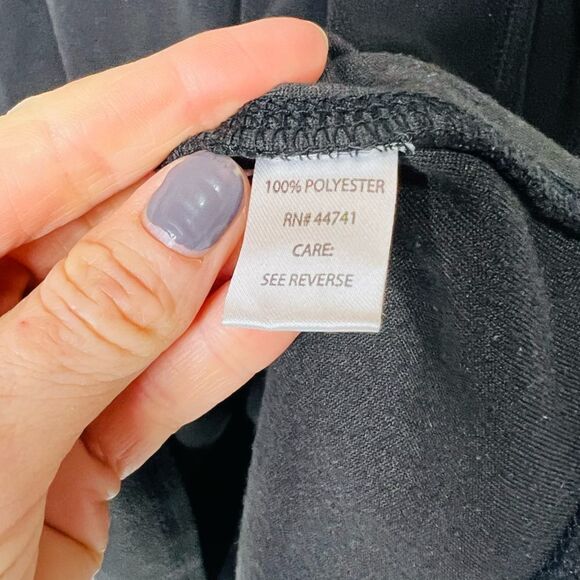 100% POLYESTER
RN# 44741
CARE:
SEE REVERSE